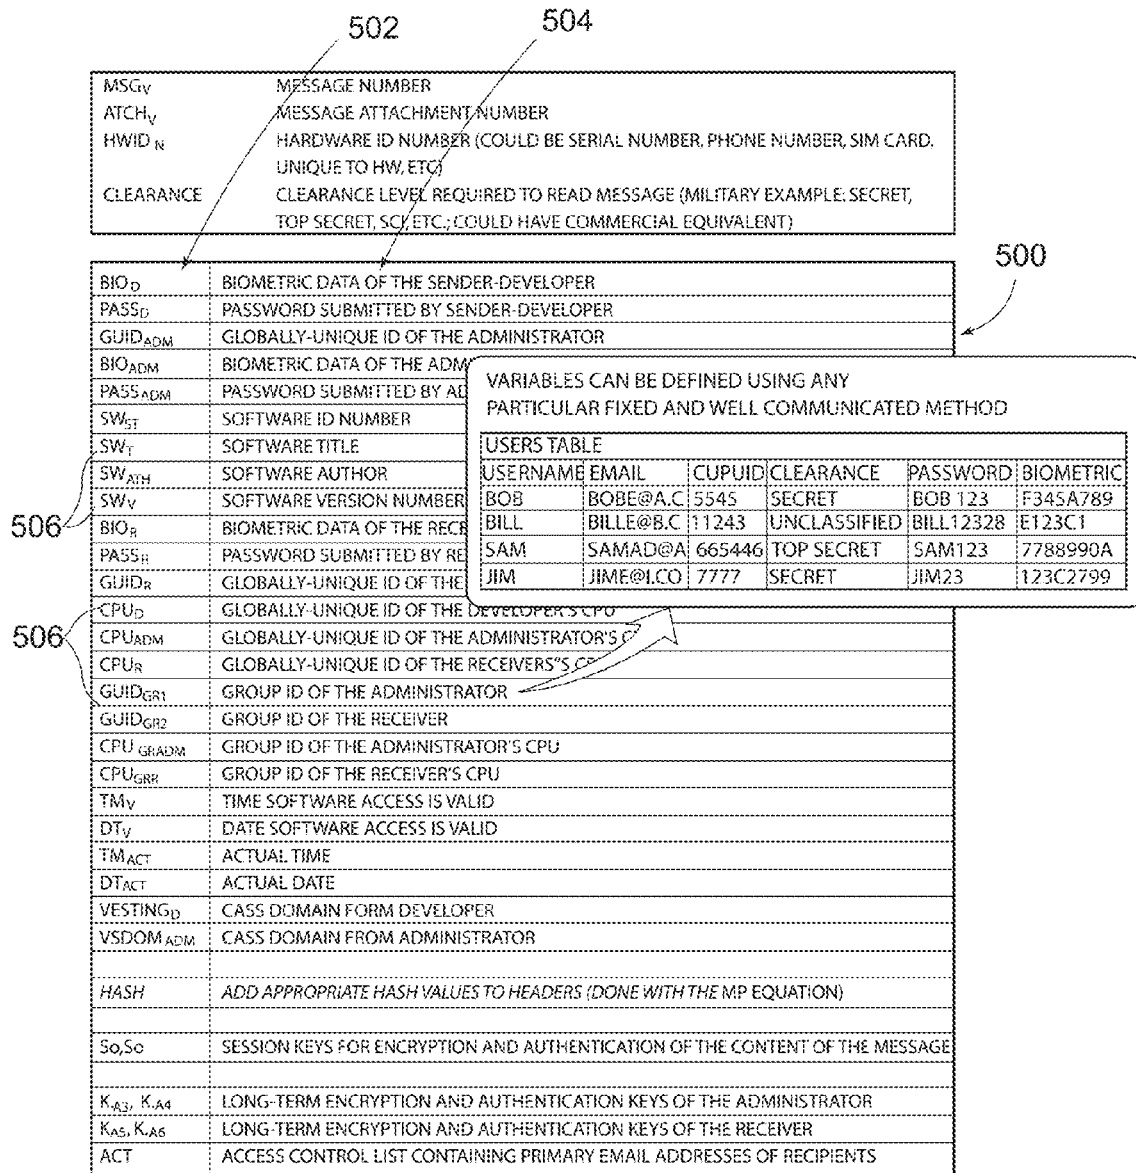 502
504
MSGV MESSAGE NUMBER
ATCHV MESSAGE ATTACHMENT NUMBER
HWID N HARDWARE ID NUMBER (COULD BE SERIAL NUMBER, PHONE NUMBER, SIM CARD,
UNIQUE TO HW, ETC)
CLEARANCE CLEARANCE LEVEL REQUIRED TO READ MESSAGE (MILITARY EXAMPLE: SECRET,
TOP SECRET, SCI, ETC.; COULD HAVE COMMERCIAL EQUIVALENT)
500
BIOD BIOMETRIC DATA OF THE SENDER-DEVELOPER
PASSD PASSWORD SUBMITTED BY SENDER-DEVELOPER
GUIDADM GLOBALLY-UNIQUE ID OF THE ADMINISTRATOR
BIOADM BIOMETRIC DATA OF THE ADM
PASSADM PASSWORD SUBMITTED BY AD
SWST SOFTWARE ID NUMBER
SWT SOFTWARE TITLE
SWATH SOFTWARE AUTHOR
SWV SOFTWARE VERSION NUMBER
506
BIOR BIOMETRIC DATA OF THE RECE
PASSR PASSWORD SUBMITTED BY RE
GUIDR GLOBALLY-UNIQUE ID OF THE
VARIABLES CAN BE DEFINED USING ANY
PARTICULAR FIXED AND WELL COMMUNICATED METHOD
USERS TABLE
USERNAME EMAIL CUPUID CLEARANCE PASSWORD BIOMETRIC
BOB BOBE@A.C 5545 SECRET BOB 123 F345A789
BILL BILLE@B.C 11243 UNCLASSIFIED BILL12328 E123C1
SAM SAMAD@A 665446 TOP SECRET SAM123 7788990A
JIM JIME@I.CO 7777 SECRET JIM23 123C2799
CPUD GLOBALLY-UNIQUE ID OF THE DEVELOPER'S CPU
506
CPUADM GLOBALLY-UNIQUE ID OF THE ADMINISTRATOR'S C
CPUR GLOBALLY-UNIQUE ID OF THE RECEIVERS"S CP
GUIDGR1 GROUP ID OF THE ADMINISTRATOR
GUIDGR2 GROUP ID OF THE RECEIVER
CPU GRADM GROUP ID OF THE ADMINISTRATOR'S CPU
CPUGRR GROUP ID OF THE RECEIVER'S CPU
TMV TIME SOFTWARE ACCESS IS VALID
DTV DATE SOFTWARE ACCESS IS VALID
TMACT ACTUAL TIME
DTACT ACTUAL DATE
VESTINGD CASS DOMAIN FORM DEVELOPER
VSDOM ADM CASS DOMAIN FROM ADMINISTRATOR
HASH ADD APPROPRIATE HASH VALUES TO HEADERS (DONE WITH THE MP EQUATION)
So,So SESSION KEYS FOR ENCRYPTION AND AUTHENTICATION OF THE CONTENT OF THE MESSAGE
K.A3, K.A4 LONG-TERM ENCRYPTION AND AUTHENTICATION KEYS OF THE ADMINISTRATOR
KA5, K.A6 LONG-TERM ENCRYPTION AND AUTHENTICATION KEYS OF THE RECEIVER
ACT ACCESS CONTROL LIST CONTAINING PRIMARY EMAIL ADDRESSES OF RECIPIENTS